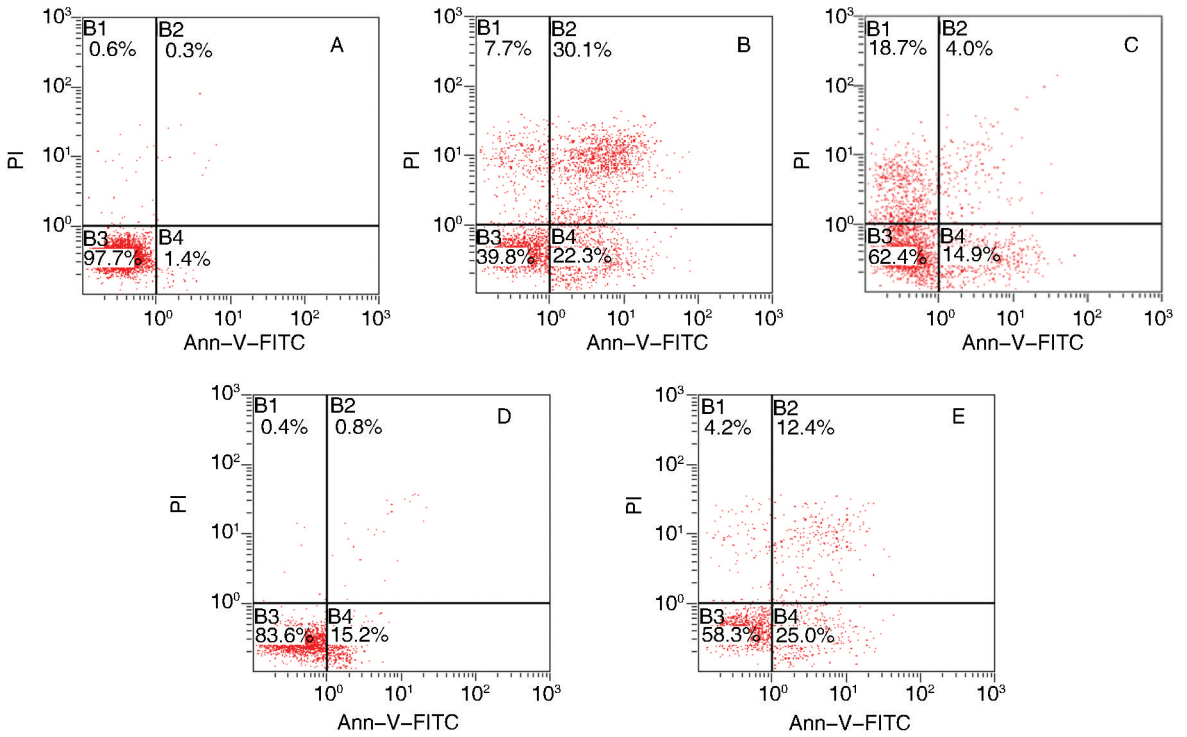 10³
B1 B2
0.6% 0.3%
A
10²
PI
10¹
10⁰
B3 B4
97.7% 1.4%
10⁰ 10¹ 10² 10³
Ann–V–FITC
10³
B1 B2
7.7% 30.1%
B
10²
PI
10¹
10⁰
B3 B4
39.8% 22.3%
10⁰ 10¹ 10² 10³
Ann–V–FITC
10³
B1 B2
18.7% 4.0%
C
10²
PI
10¹
10⁰
B3 B4
62.4% 14.9%
10⁰ 10¹ 10² 10³
Ann–V–FITC
10³
B1 B2
0.4% 0.8%
D
10²
PI
10¹
10⁰
B3 B4
83.6% 15.2%
10⁰ 10¹ 10² 10³
Ann–V–FITC
10³
B1 B2
4.2% 12.4%
E
10²
PI
10¹
10⁰
B3 B4
58.3% 25.0%
10⁰ 10¹ 10² 10³
Ann–V–FITC